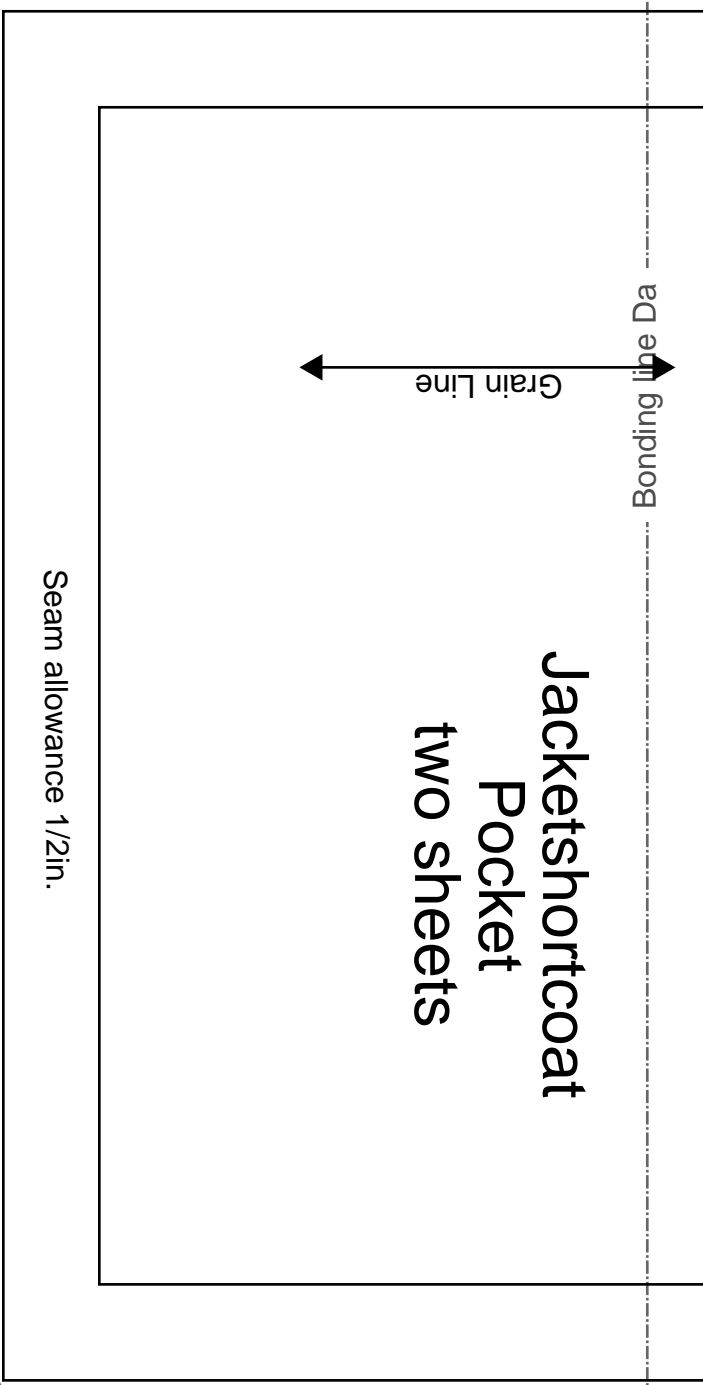 Bonding line Da
Grain Line
Jacketshortcoat
Pocket
two sheets
Seam allowance 1/2in.